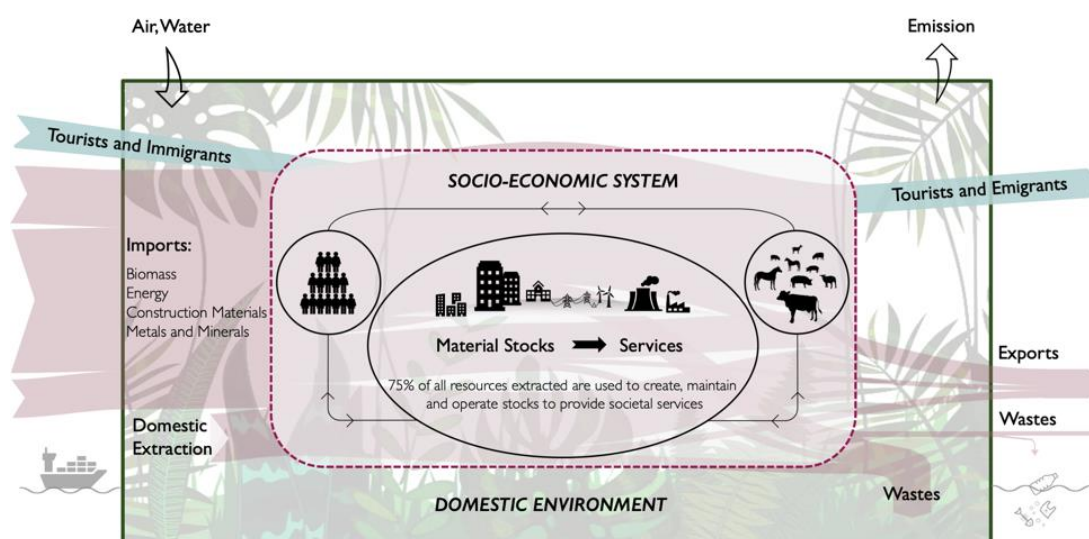 Air, Water
Emission
Tourists and Immigrants
SOCIO-ECONOMIC SYSTEM
Tourists and Emigrants
Imports:
Biomass
Energy
Construction Materials
Metals and Minerals
Material Stocks
Services
75% of all resources extracted are used to create, maintain
and operate stocks to provide societal services
Exports
Wastes
Domestic
Extraction
Wastes
DOMESTIC ENVIRONMENT